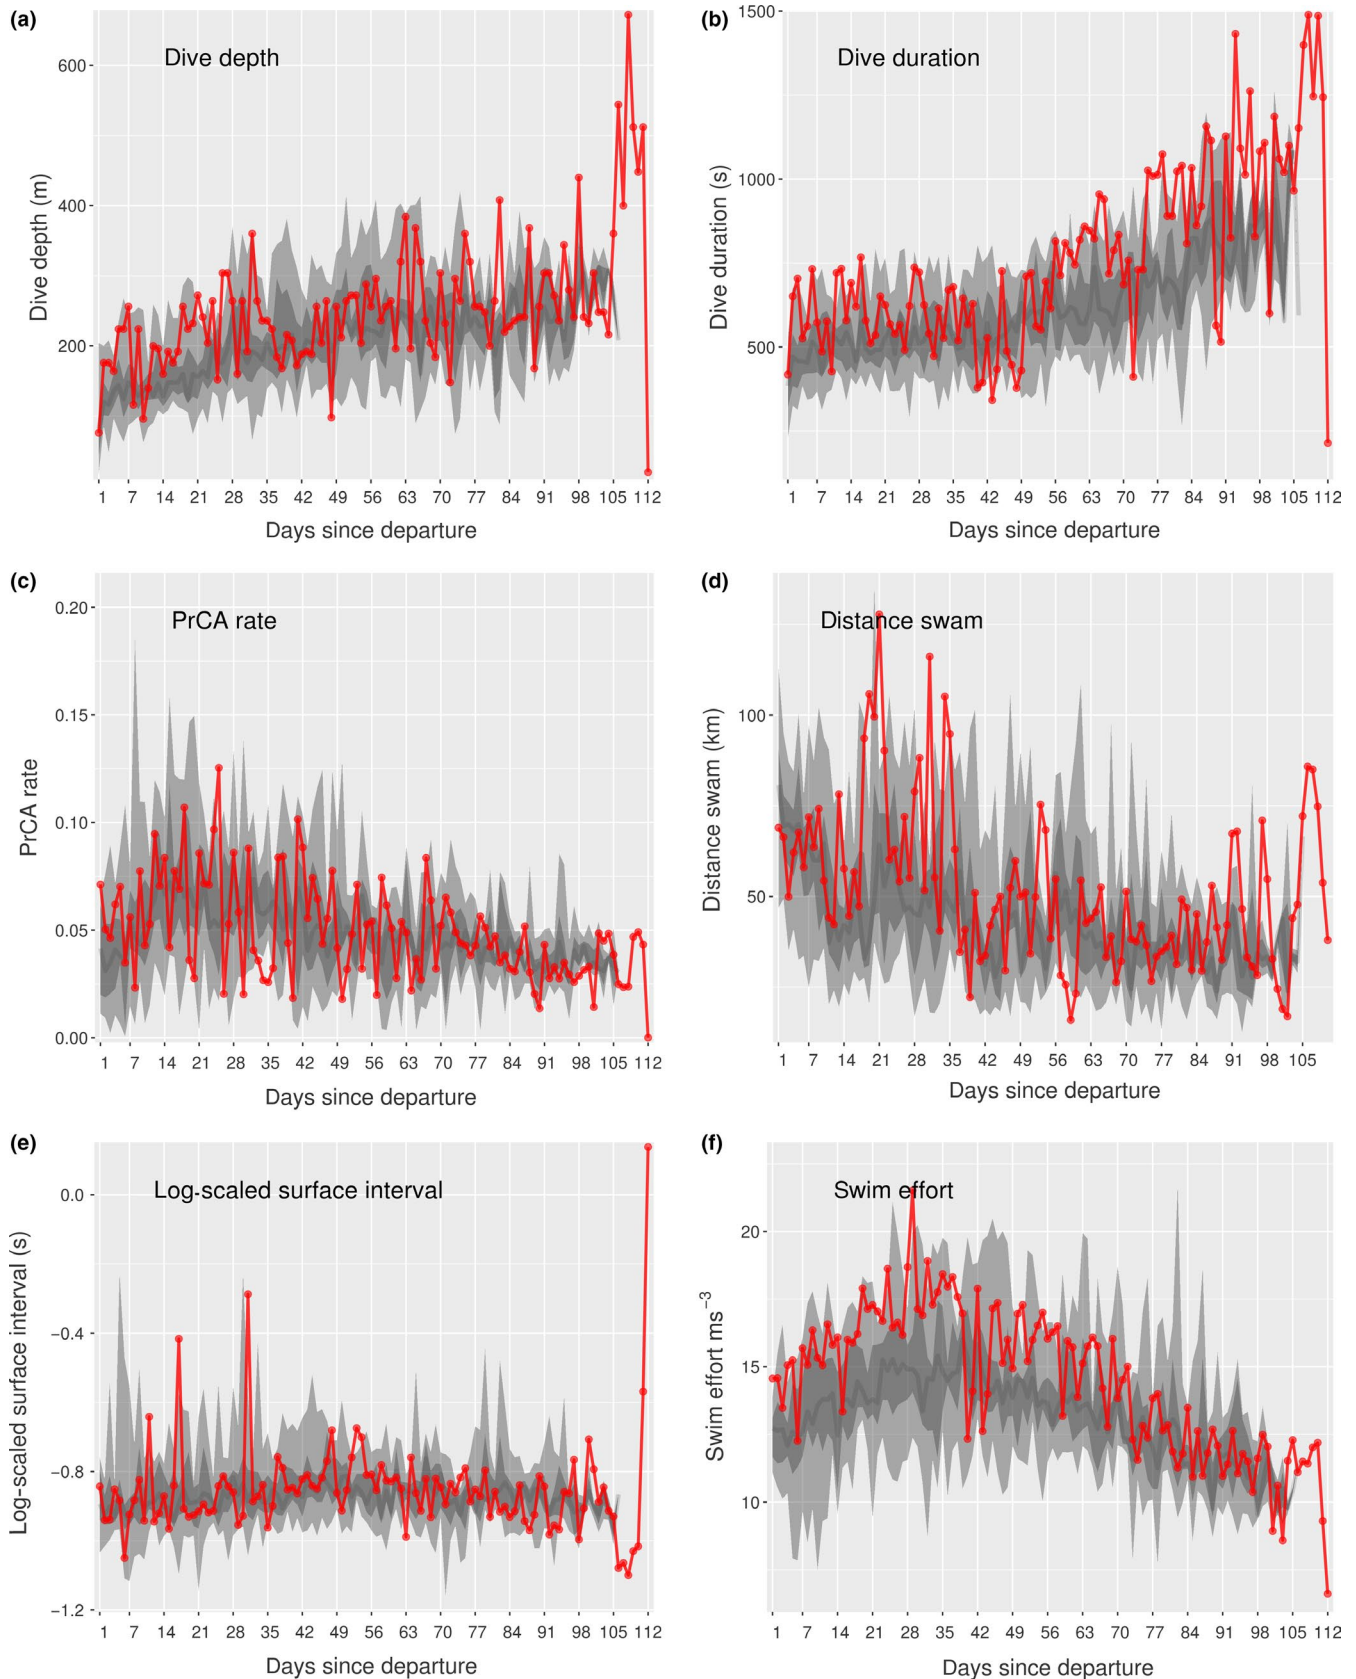 (a)
Dive depth
Dive depth (m)
600
400
200
1 7 14 21 28 35 42 49 56 63 70 77 84 91 98 105 112
Days since departure
(b)
Dive duration
Dive duration (s)
1500
1000
500
1 7 14 21 28 35 42 49 56 63 70 77 84 91 98 105 112
Days since departure
(c)
PrCA rate
PrCA rate
0.20
0.15
0.10
0.05
0.00
1 7 14 21 28 35 42 49 56 63 70 77 84 91 98 105 112
Days since departure
(d)
Distance swam
Distance swam (km)
100
50
1 7 14 21 28 35 42 49 56 63 70 77 84 91 98 105
Days since departure
(e)
Log-scaled surface interval
Log-scaled surface interval (s)
0.0
−0.4
−0.8
−1.2
1 7 14 21 28 35 42 49 56 63 70 77 84 91 98 105 112
Days since departure
(f)
Swim effort
Swim effort ms⁻³
20
15
10
1 7 14 21 28 35 42 49 56 63 70 77 84 91 98 105 112
Days since departure